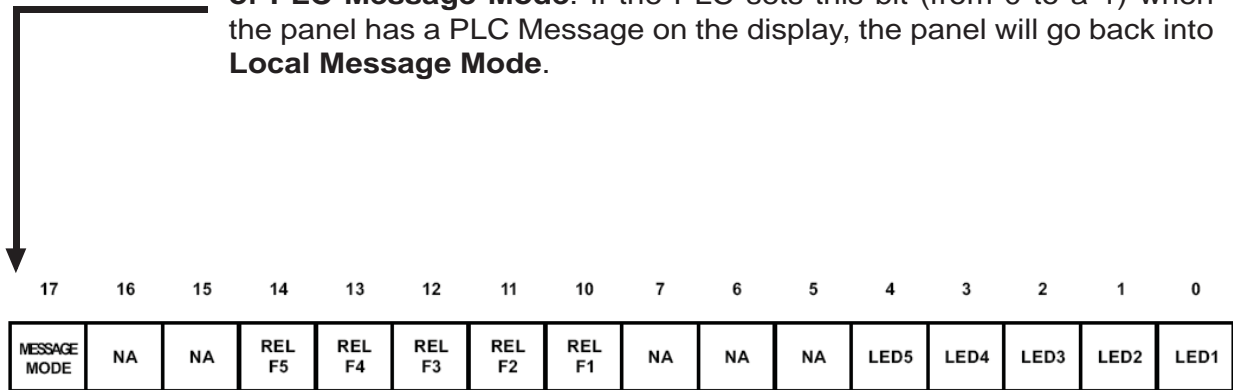 the panel has a PLC Message on the display, the panel will go back into
Local Message Mode.
17 16 15 14 13 12 11 10 7 6 5 4 3 2 1 0
MESSAGE MODE NA NA REL F5 REL F4 REL F3 REL F2 REL F1 NA NA NA LED5 LED4 LED3 LED2 LED1